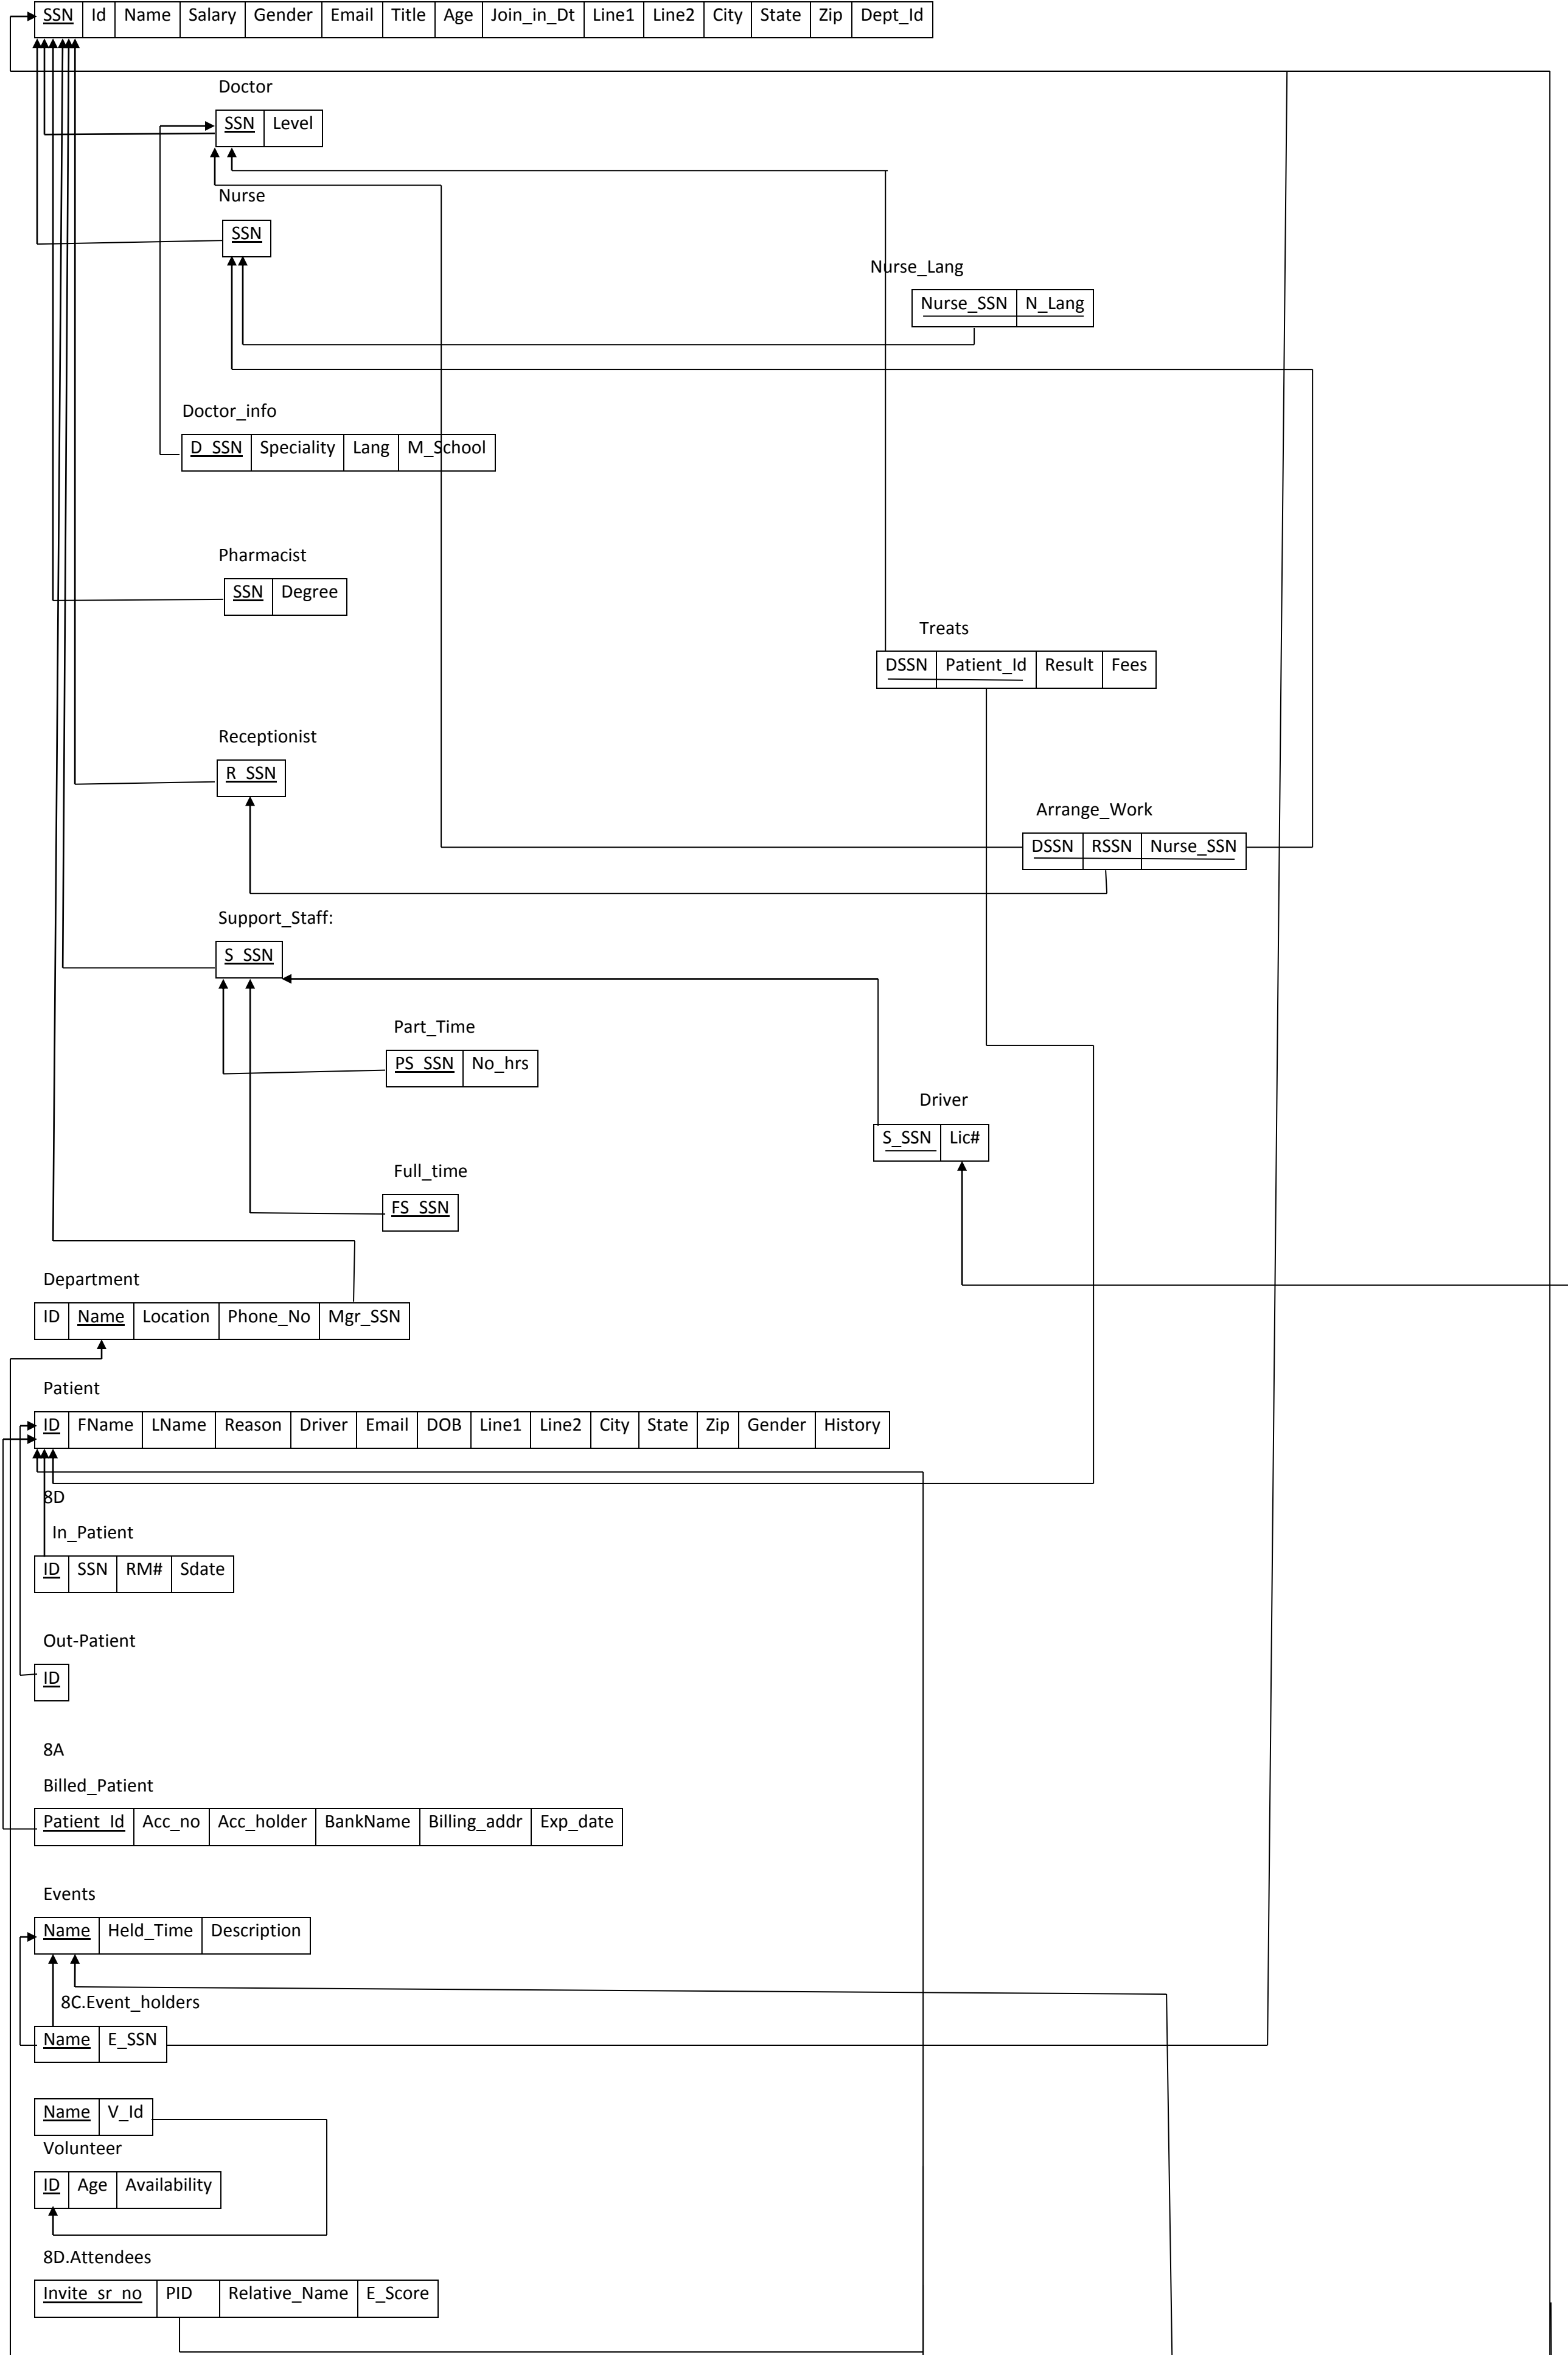 SSN Id Name Salary Gender Email Title Age Join_in_Dt Line1 Line2 City State Zip Dept_Id
Doctor
SSN Level
Nurse
SSN
Nurse_Lang
Nurse_SSN N_Lang
Doctor_info
D_SSN Speciality Lang M_School
Pharmacist
SSN Degree
Treats
DSSN Patient_Id Result Fees
Receptionist
R_SSN
Arrange_Work
DSSN RSSN Nurse_SSN
Support_Staff:
S_SSN
Part_Time
PS_SSN No_hrs
Driver
S_SSN Lic#
Full_time
FS_SSN
Department
ID Name Location Phone_No Mgr_SSN
Patient
ID FName LName Reason Driver Email DOB Line1 Line2 City State Zip Gender History
8D
In_Patient
ID SSN RM# Sdate
Out-Patient
ID
8A
Billed_Patient
Patient_Id Acc_no Acc_holder BankName Billing_addr Exp_date
Events
Name Held_Time Description
8C.Event_holders
Name E_SSN
Name V_Id
Volunteer
ID Age Availability
8D.Attendees
Invite_sr_no PID Relative_Name E_Score